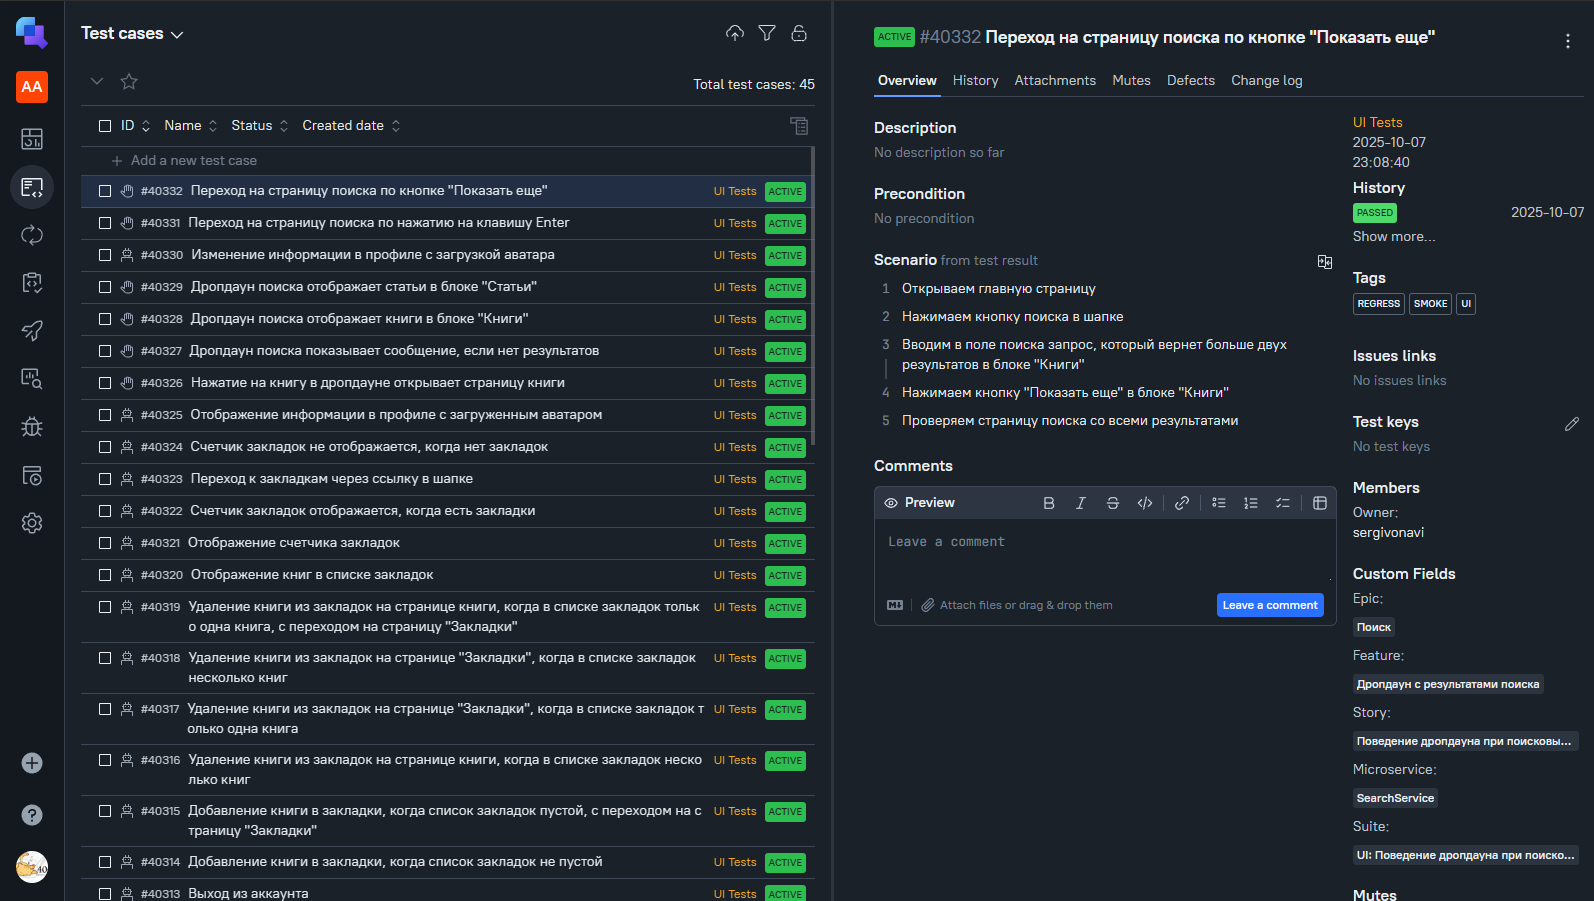 AA
Test cases
Total test cases: 45
ID Name Status Created date
Add a new test case
#40332 Переход на страницу поиска по кнопке "Показать еще" UI Tests ACTIVE
#40331 Переход на страницу поиска по нажатию на клавишу Enter UI Tests ACTIVE
#40330 Изменение информации в профиле с загрузкой аватара UI Tests ACTIVE
#40329 Дропдаун поиска отображает статьи в блоке "Статьи" UI Tests ACTIVE
#40328 Дропдаун поиска отображает книги в блоке "Книги" UI Tests ACTIVE
#40327 Дропдаун поиска показывает сообщение, если нет результатов UI Tests ACTIVE
#40326 Нажатие на книгу в дропдауне открывает страницу книги UI Tests ACTIVE
#40325 Отображение информации в профиле с загруженным аватаром UI Tests ACTIVE
#40324 Счетчик закладок не отображается, когда нет закладок UI Tests ACTIVE
#40323 Переход к закладкам через ссылку в шапке UI Tests ACTIVE
#40322 Счетчик закладок отображается, когда есть закладки UI Tests ACTIVE
#40321 Отображение счетчика закладок UI Tests ACTIVE
#40320 Отображение книг в списке закладок UI Tests ACTIVE
#40319 Удаление книги из закладок на странице книги, когда в списке закладок тольк UI Tests ACTIVE
о одна книга, с переходом на страницу "Закладки"
#40318 Удаление книги из закладок на странице "Закладки", когда в списке закладок UI Tests ACTIVE
несколько книг
#40317 Удаление книги из закладок на странице "Закладки", когда в списке закладок т UI Tests ACTIVE
олько одна книга
#40316 Удаление книги из закладок на странице книги, когда в списке закладок неско UI Tests ACTIVE
лько книг
#40315 Добавление книги в закладки, когда список закладок пустой, с переходом на с UI Tests ACTIVE
траницу "Закладки"
#40314 Добавление книги в закладки, когда список закладок не пустой UI Tests ACTIVE
#40313 Выход из аккаунта UI Tests ACTIVE
ACTIVE #40332 Переход на страницу поиска по кнопке "Показать еще"
Overview History Attachments Mutes Defects Change log
Description
No description so far
Precondition
No precondition
Scenario from test result
1 Открываем главную страницу
2 Нажимаем кнопку поиска в шапке
3 Вводим в поле поиска запрос, который вернет больше двух
результатов в блоке "Книги"
4 Нажимаем кнопку "Показать еще" в блоке "Книги"
5 Проверяем страницу поиска со всеми результатами
Comments
Preview
Leave a comment
Attach files or drag & drop them
Leave a comment
UI Tests
2025-10-07
23:08:40
History
PASSED 2025-10-07
Show more...
Tags
REGRESS SMOKE UI
Issues links
No issues links
Test keys
No test keys
Members
Owner:
sergivonavi
Custom Fields
Epic:
Поиск
Feature:
Дропдаун с результатами поиска
Story:
Поведение дропдауна при поисковы...
Microservice:
SearchService
Suite:
UI: Поведение дропдауна при поиско...
Mutes